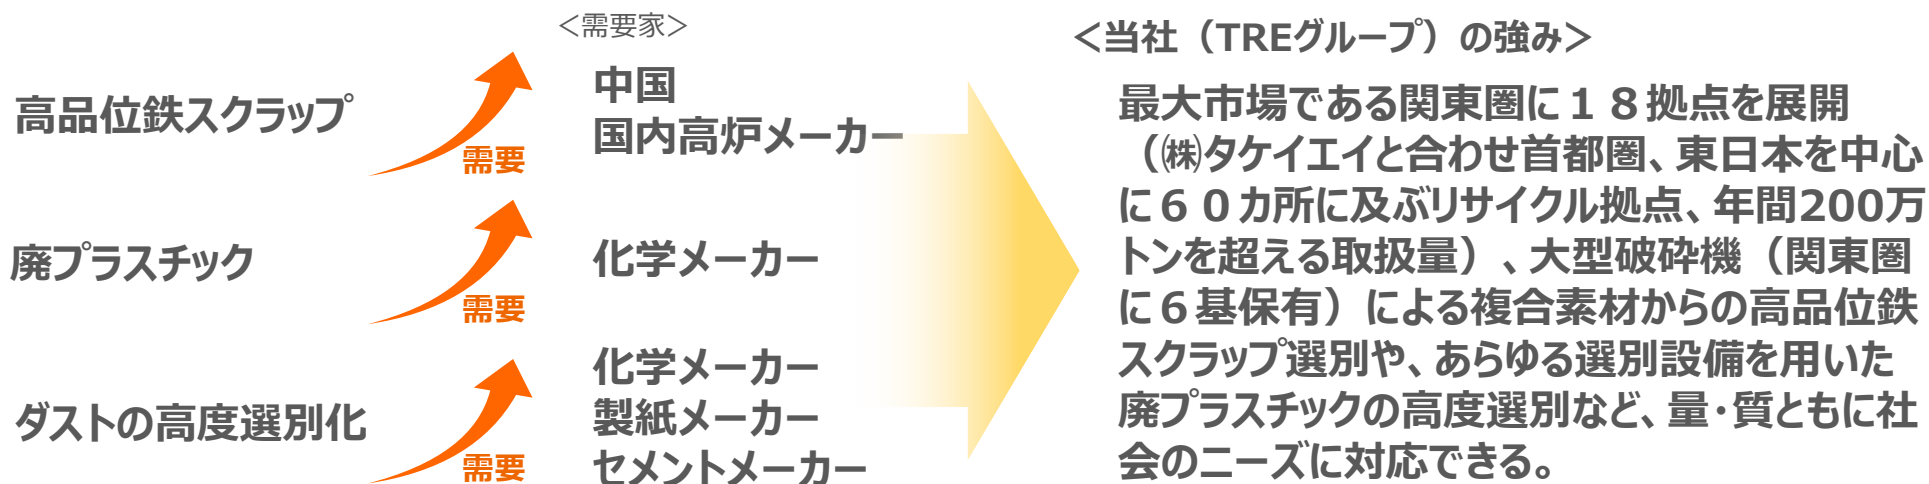 高品位鉄スクラップ
需要
廃プラスチック
需要
ダストの高度選別化
需要
＜需要家＞
中国
国内高炉メーカー
化学メーカー
化学メーカー
製紙メーカー
セメントメーカー
＜当社（TREグループ）の強み＞
最大市場である関東圏に１８拠点を展開
（㈱タケイエイと合わせ首都圏、東日本を中心
に６０カ所に及ぶリサイクル拠点、年間200万
トンを超える取扱量）、大型破砕機（関東圏
に６基保有）による複合素材からの高品位鉄
スクラップ選別や、あらゆる選別設備を用いた
廃プラスチックの高度選別など、量・質ともに社
会のニーズに対応できる。